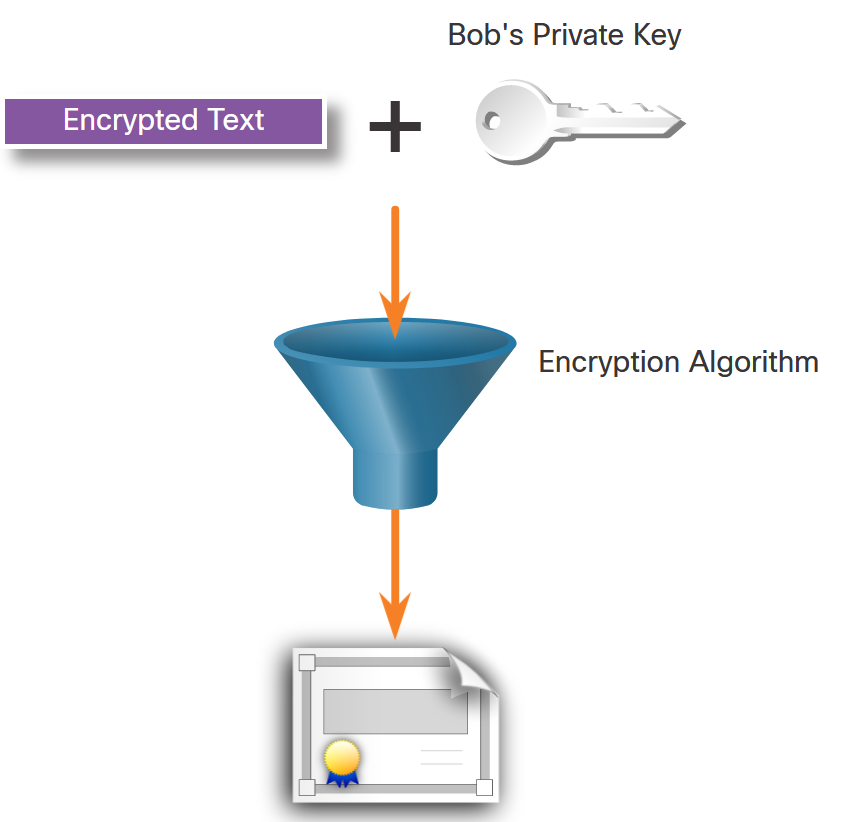 Bob's Private Key
Encrypted Text
Encryption Algorithm